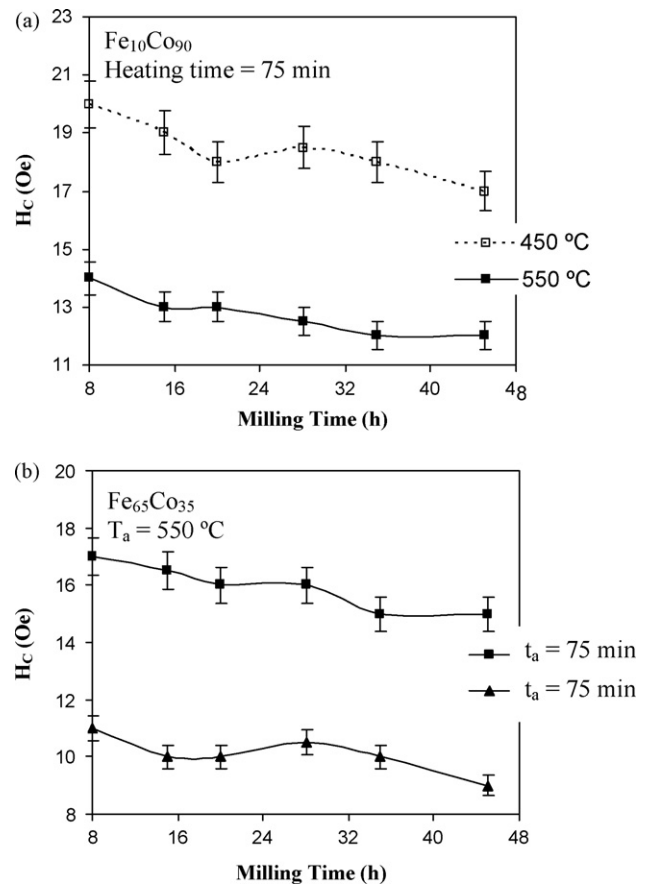 (a)
23
21
19
17
15
13
11
H_C (Oe)
Fe₁₀Co₉₀
Heating time = 75 min
450 ºC
550 ºC
8 16 24 32 40 48
Milling Time (h)
(b)
20
18
16
14
12
10
8
H_C (Oe)
Fe₆₅Co₃₅
Tₐ = 550 ºC
tₐ = 75 min
tₐ = 75 min
8 16 24 32 40 48
Milling Time (h)